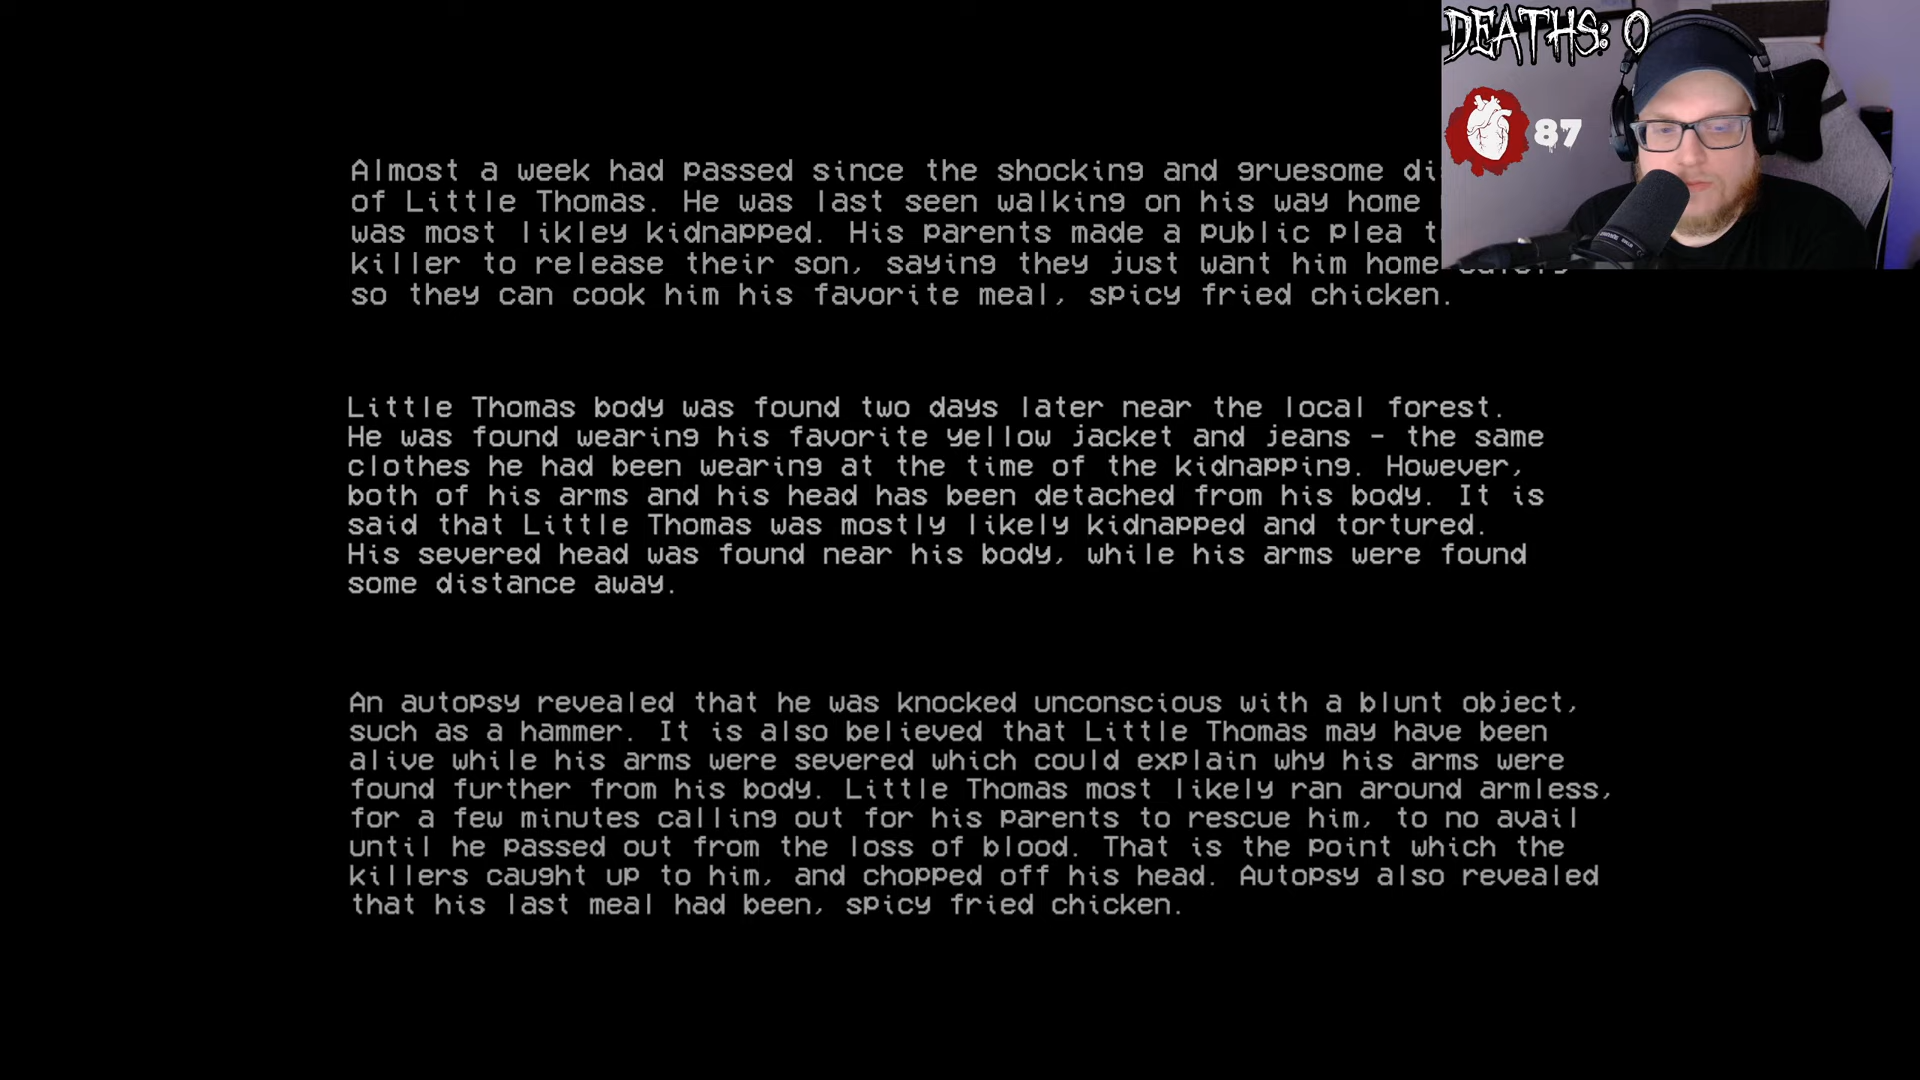 DEATHS: 0
87
Almost a week had passed since the shocking and gruesome
of Little Thomas. He was last seen walking on his way home
was most likley kidnapped. His parents made a public plea
killer to release their son, saying they just want him home
so they can cook him his favorite meal, spicy fried chicken.
Little Thomas body was found two days later near the local forest.
He was found wearing his favorite yellow jacket and jeans - the same
clothes he had been wearing at the time of the kidnapping. However,
both of his arms and his head has been detached from his body. It is
said that Little Thomas was mostly likely kidnapped and tortured.
His severed head was found near his body, while his arms were found
some distance away.
An autopsy revealed that he was knocked unconscious with a blunt object,
such as a hammer. It is also believed that Little Thomas may have been
alive while his arms were severed which could explain why his arms were
found further from his body. Little Thomas most likely ran around armless,
for a few minutes calling out for his parents to rescue him, to no avail
until he passed out from the loss of blood. That is the point which the
killers caught up to him, and chopped off his head. Autopsy also revealed
that his last meal had been, spicy fried chicken.